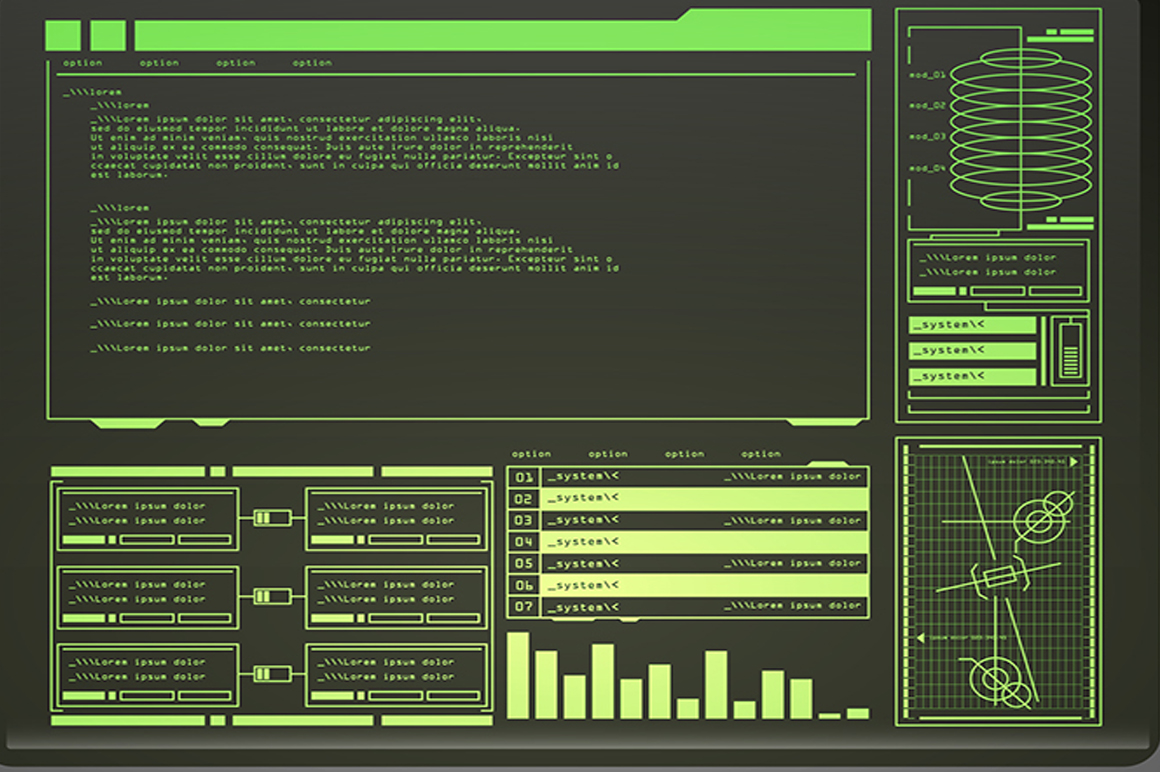 option option option option
_\\\lorem
_\\\lorem
_\\\Lorem ipsum dolor sit amet, consectetur adipiscing elit,
sed do eiusmod tempor incididunt ut labore et dolore magna aliqua.
Ut enim ad minim veniam, quis nostrud exercitation ullamco laboris nisi
ut aliquip ex ea commodo consequat. Duis aute irure dolor in reprehenderit
in voluptate velit esse cillum dolore eu fugiat nulla pariatur. Excepteur sint o
ccaecat cupidatat non proident, sunt in culpa qui officia deserunt mollit anim id
est laborum.
_\\\lorem
_\\\Lorem ipsum dolor sit amet, consectetur adipiscing elit,
sed do eiusmod tempor incididunt ut labore et dolore magna aliqua.
Ut enim ad minim veniam, quis nostrud exercitation ullamco laboris nisi
ut aliquip ex ea commodo consequat. Duis aute irure dolor in reprehenderit
in voluptate velit esse cillum dolore eu fugiat nulla pariatur. Excepteur sint o
ccaecat cupidatat non proident, sunt in culpa qui officia deserunt mollit anim id
est laborum.
_\\\Lorem ipsum dolor sit amet, consectetur
_\\\Lorem ipsum dolor sit amet, consectetur
_\\\Lorem ipsum dolor sit amet, consectetur
mod_01
mod_02
mod_03
mod_04
_\\\Lorem ipsum dolor
_\\\Lorem ipsum dolor
_system\<
_system\<
_system\<
_\\\Lorem ipsum dolor
_\\\Lorem ipsum dolor
_\\\Lorem ipsum dolor
_\\\Lorem ipsum dolor
_\\\Lorem ipsum dolor
_\\\Lorem ipsum dolor
_\\\Lorem ipsum dolor
_\\\Lorem ipsum dolor
_\\\Lorem ipsum dolor
_\\\Lorem ipsum dolor
_\\\Lorem ipsum dolor
_\\\Lorem ipsum dolor
option option option option
01 _system\< _\\\Lorem ipsum dolor
02 _system\<
03 _system\< _\\\Lorem ipsum dolor
04 _system\<
05 _system\< _\\\Lorem ipsum dolor
06 _system\<
07 _system\< _\\\Lorem ipsum dolor